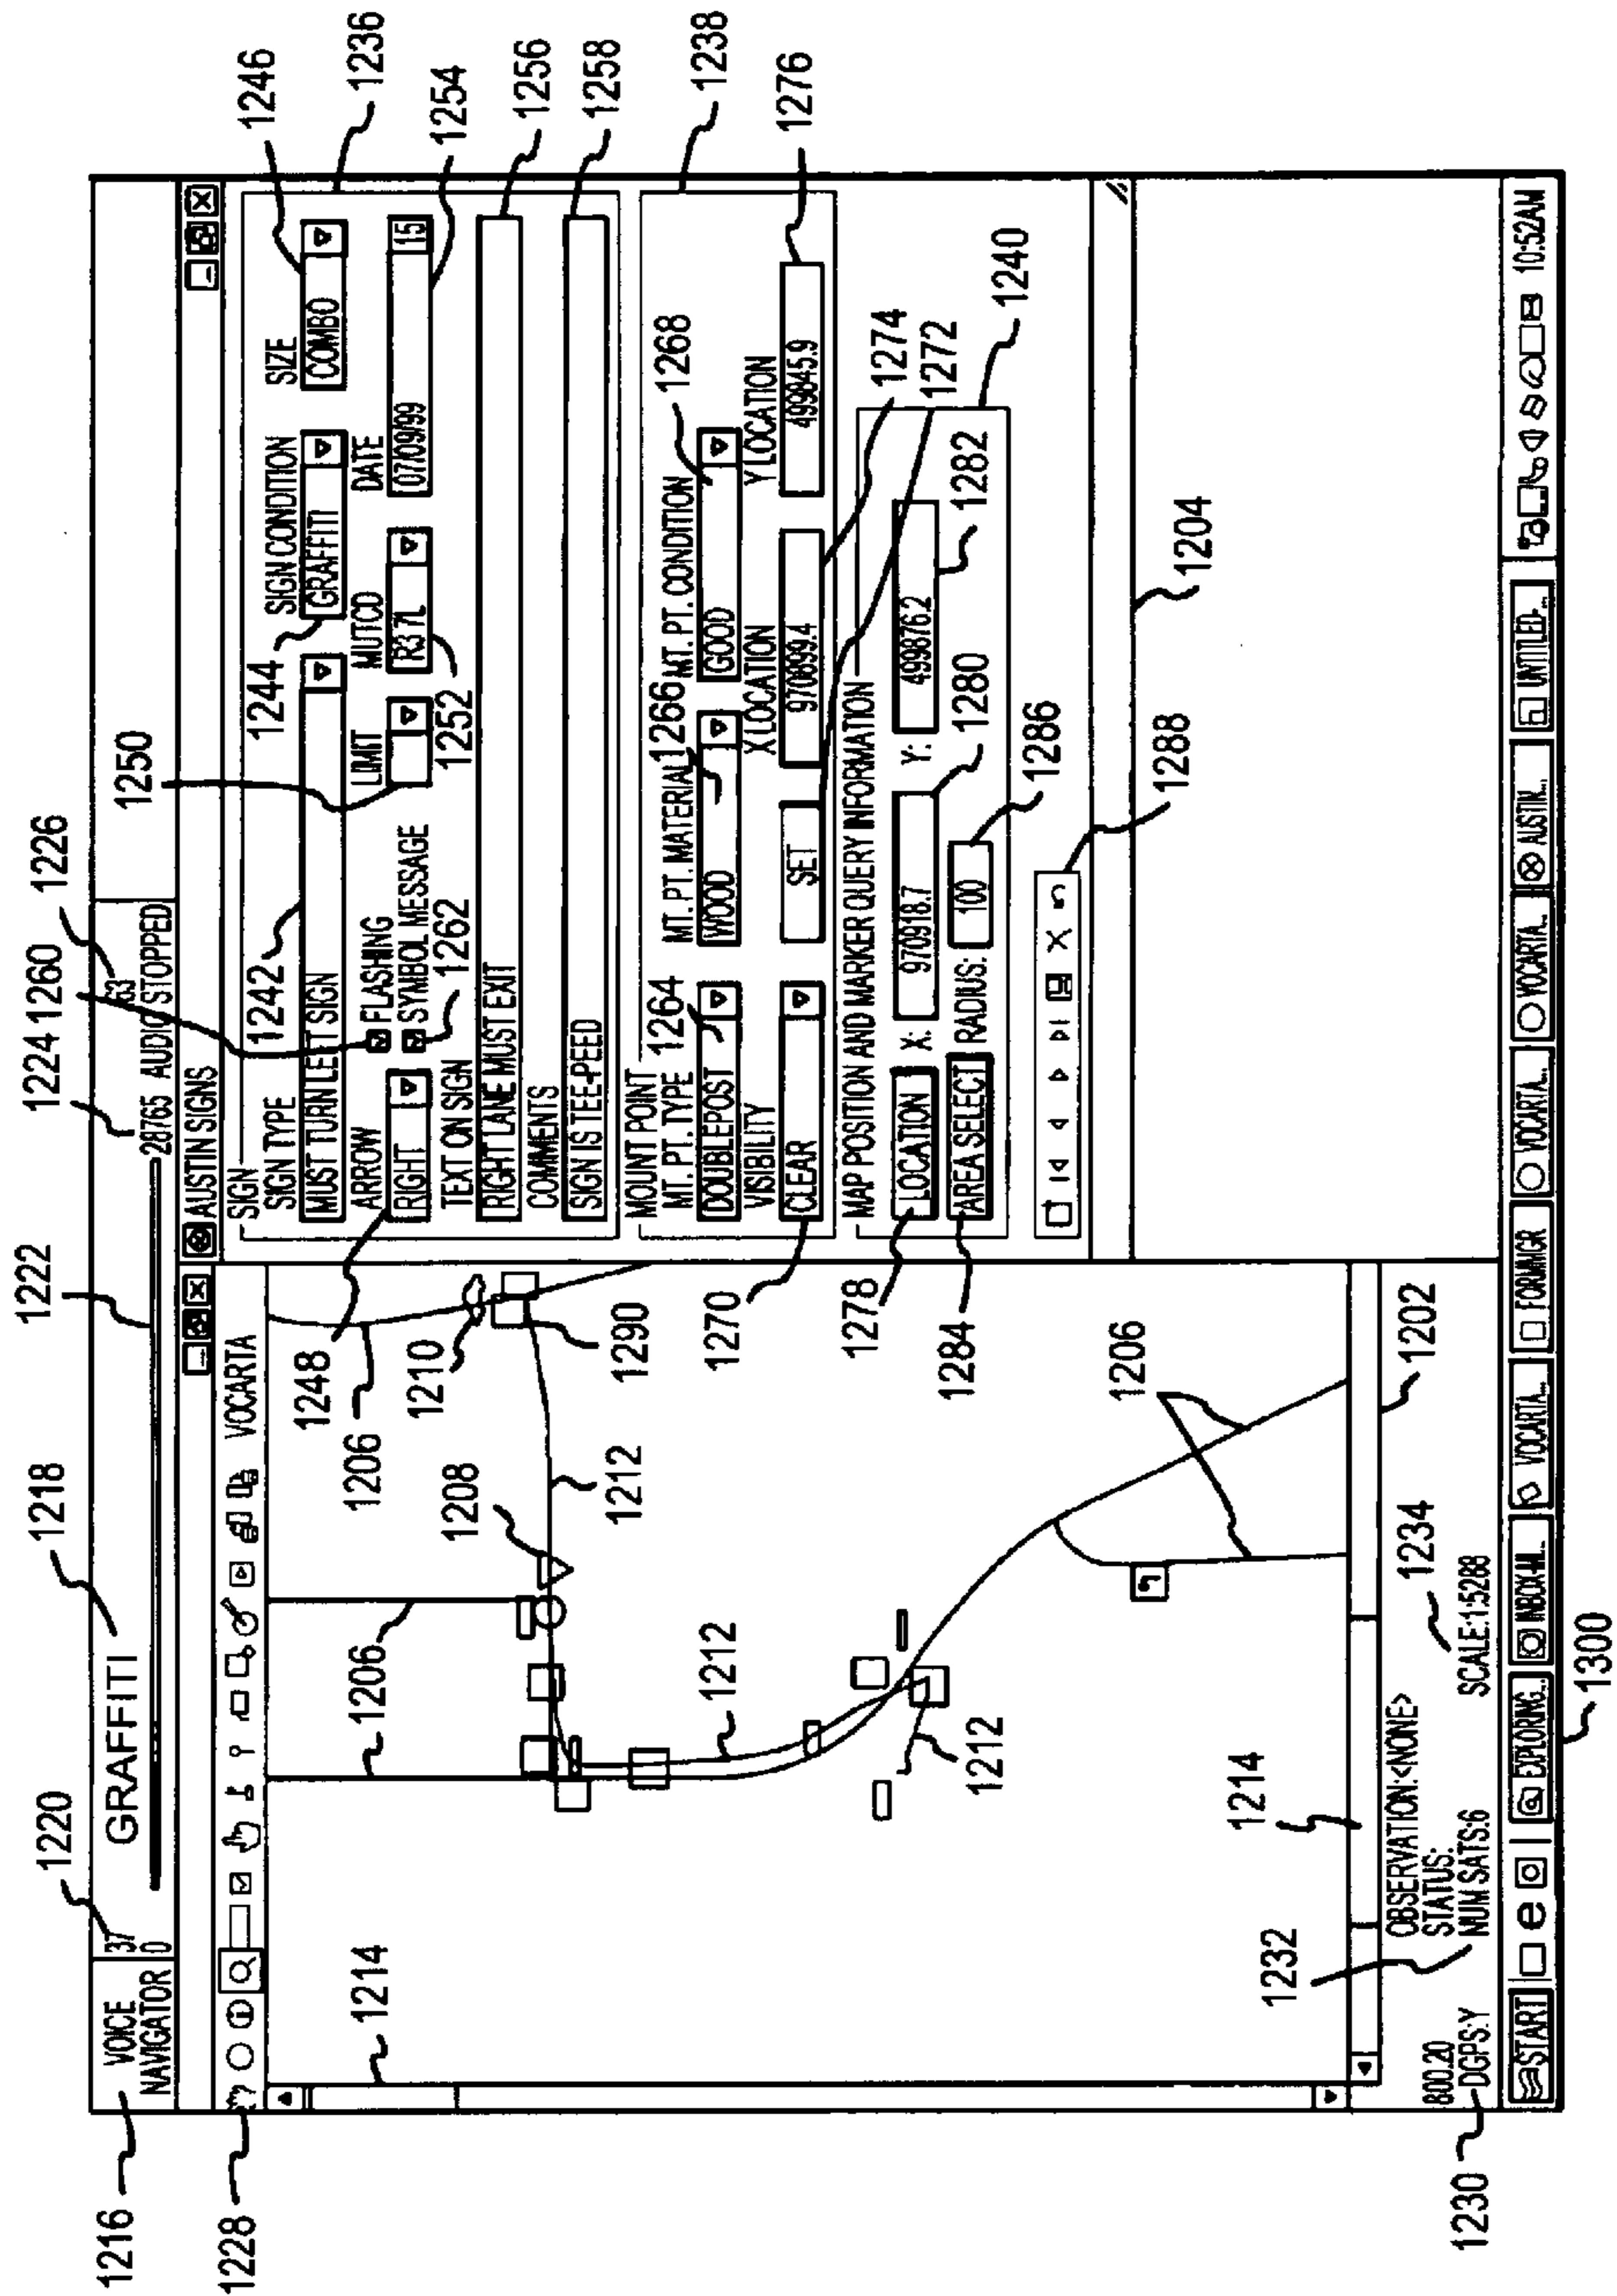 1216
VOICE
NAVIGATOR
1220
37
0
GRAFFITI
1218
1222
1224
28765 AUDIO STOPPED
63
1226
1228
VOCARTA
1214
1206
1206
1206
1208
1210
1212
1212
1212
1290
1214
1202
800.20
DGPS:Y
1230
OBSERVATION:<NONE>
STATUS:
NUM SATS:6
1232
SCALE:1:5288
1234
AUSTIN SIGNS
SIGN
SIGN TYPE
SIGN CONDITION
SIZE
MUST TURN LEFT SIGN
GRAFFITI
COMBO
1242
1244
1246
1236
ARROW
FLASHING
SYMBOL MESSAGE
LIMIT
MUTCD
DATE
RIGHT
R3 7L
07/09/99
15
1248
1260
1262
1250
1252
1254
TEXT ON SIGN
RIGHT LANE MUST EXIT
1256
COMMENTS
SIGN IS TEE-PEED
1258
MOUNT POINT
MT. PT. TYPE
MT. PT. MATERIAL
MT. PT. CONDITION
1264
1266
1268
DOUBLEPOST
WOOD
GOOD
1238
VISIBILITY
X LOCATION
Y LOCATION
CLEAR
SET
970899.4
499845.9
1270
1272
1274
1276
MAP POSITION AND MARKER QUERY INFORMATION
LOCATION
X:
970918.7
Y:
499876.2
1278
1280
1282
1240
AREA SELECT
RADIUS:
100
1284
1286
1288
1204
START
EXPLORING...
INBOX-M...
VOCARTA...
FORMMGR
VOCARTA...
VOCARTA...
AUSTIN...
UNTITLED-...
10:52AM
1300